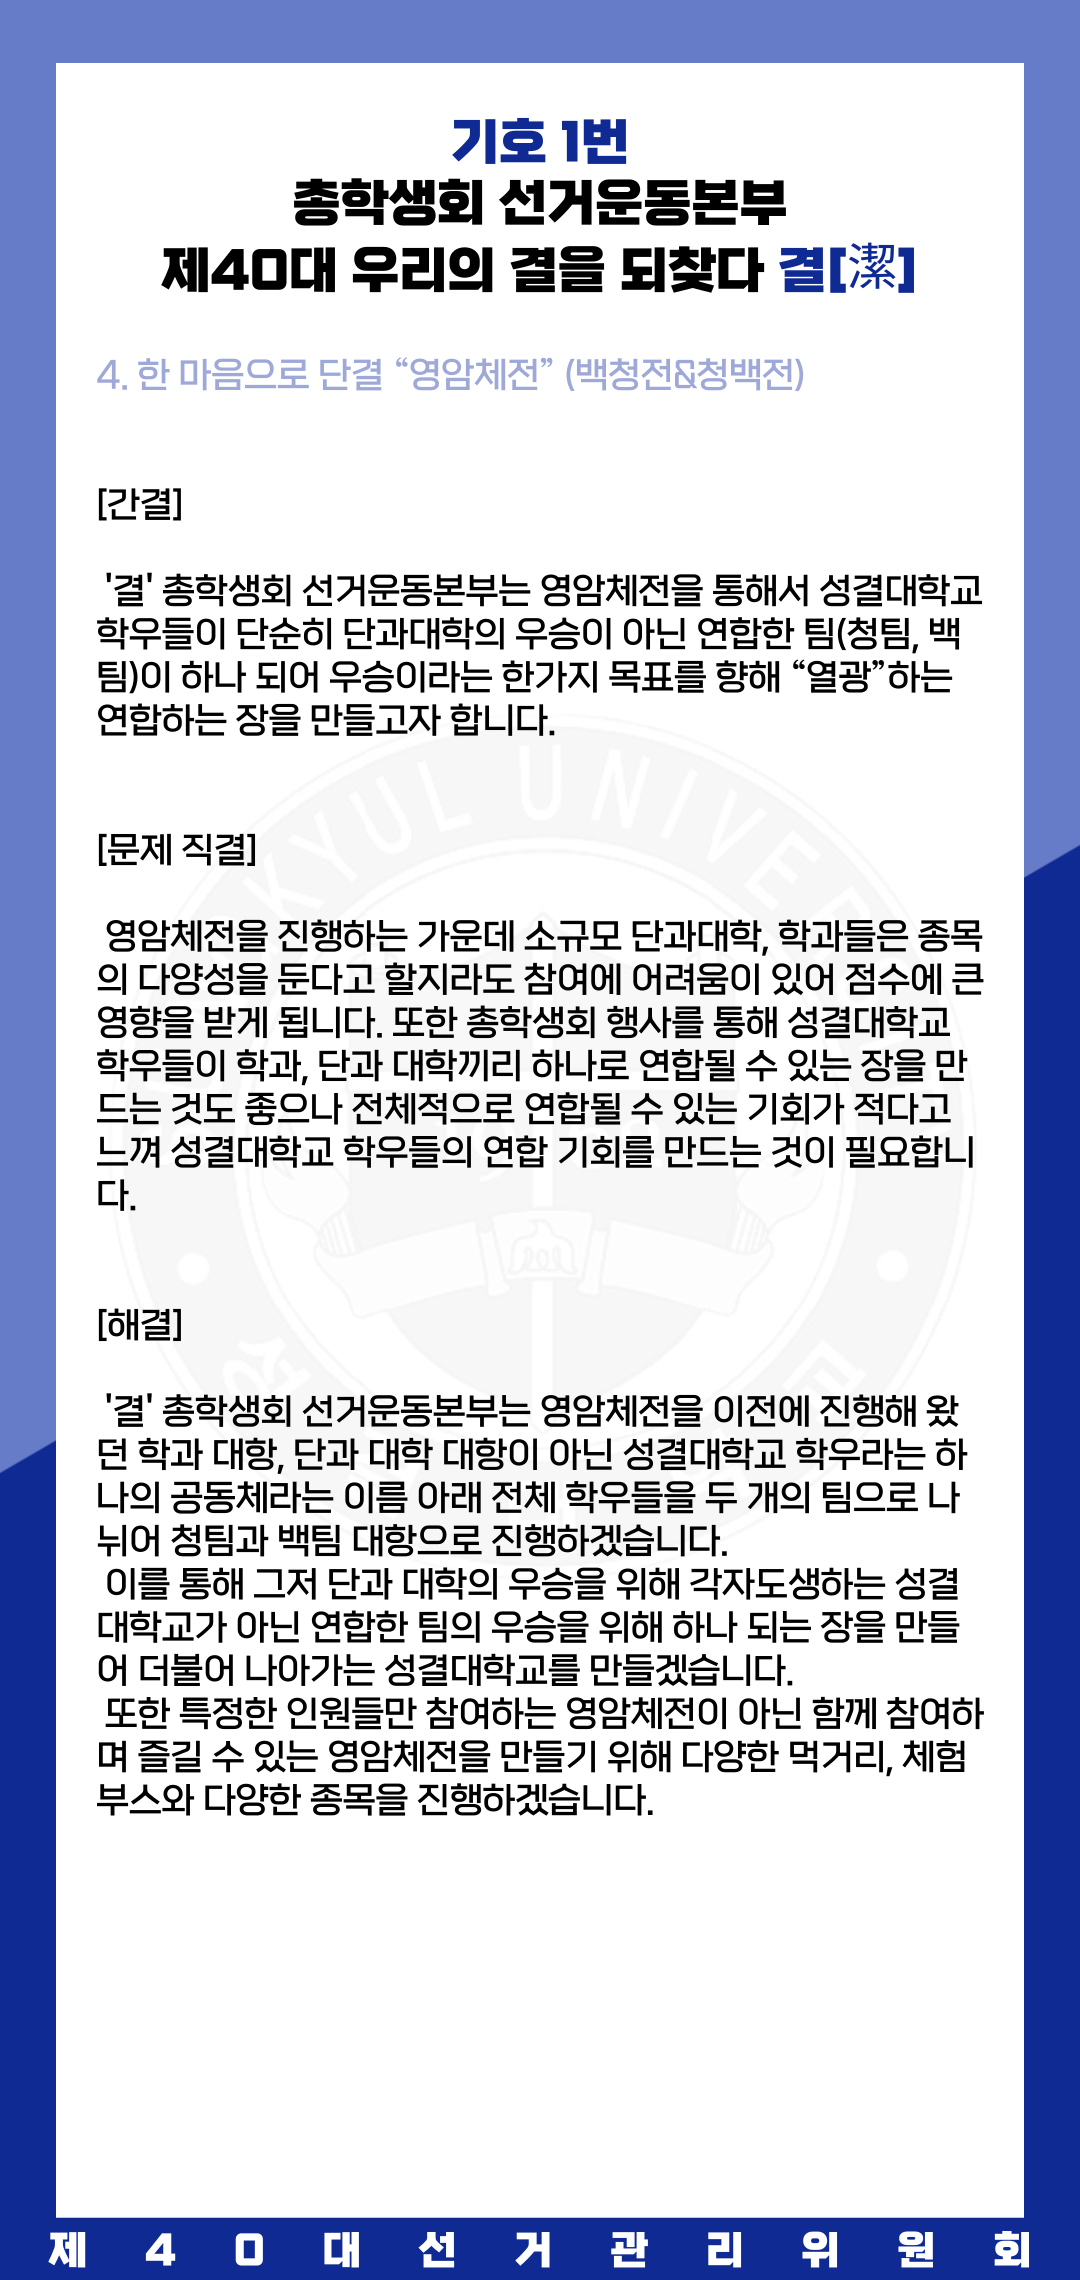 기호 1번
총학생회 선거운동본부
제40대 우리의 결을 되찾다 결[潔]
4. 한 마음으로 단결 “영암체전” (백청전&청백전)
[간결]
'결' 총학생회 선거운동본부는 영암체전을 통해서 성결대학교
학우들이 단순히 단과대학의 우승이 아닌 연합한 팀(청팀, 백
팀)이 하나 되어 우승이라는 한가지 목표를 향해 “열광”하는
연합하는 장을 만들고자 합니다.
[문제 직결]
영암체전을 진행하는 가운데 소규모 단과대학, 학과들은 종목
의 다양성을 둔다고 할지라도 참여에 어려움이 있어 점수에 큰
영향을 받게 됩니다. 또한 총학생회 행사를 통해 성결대학교
학우들이 학과, 단과 대학끼리 하나로 연합될 수 있는 장을 만
드는 것도 좋으나 전체적으로 연합될 수 있는 기회가 적다고
느껴 성결대학교 학우들의 연합 기회를 만드는 것이 필요합니
다.
[해결]
'결' 총학생회 선거운동본부는 영암체전을 이전에 진행해 왔
던 학과 대항, 단과 대학 대항이 아닌 성결대학교 학우라는 하
나의 공동체라는 이름 아래 전체 학우들을 두 개의 팀으로 나
뉘어 청팀과 백팀 대항으로 진행하겠습니다.
이를 통해 그저 단과 대학의 우승을 위해 각자도생하는 성결
대학교가 아닌 연합한 팀의 우승을 위해 하나 되는 장을 만들
어 더불어 나아가는 성결대학교를 만들겠습니다.
또한 특정한 인원들만 참여하는 영암체전이 아닌 함께 참여하
며 즐길 수 있는 영암체전을 만들기 위해 다양한 먹거리, 체험
부스와 다양한 종목을 진행하겠습니다.
제 4 0 대 선 거 관 리 위 원 회